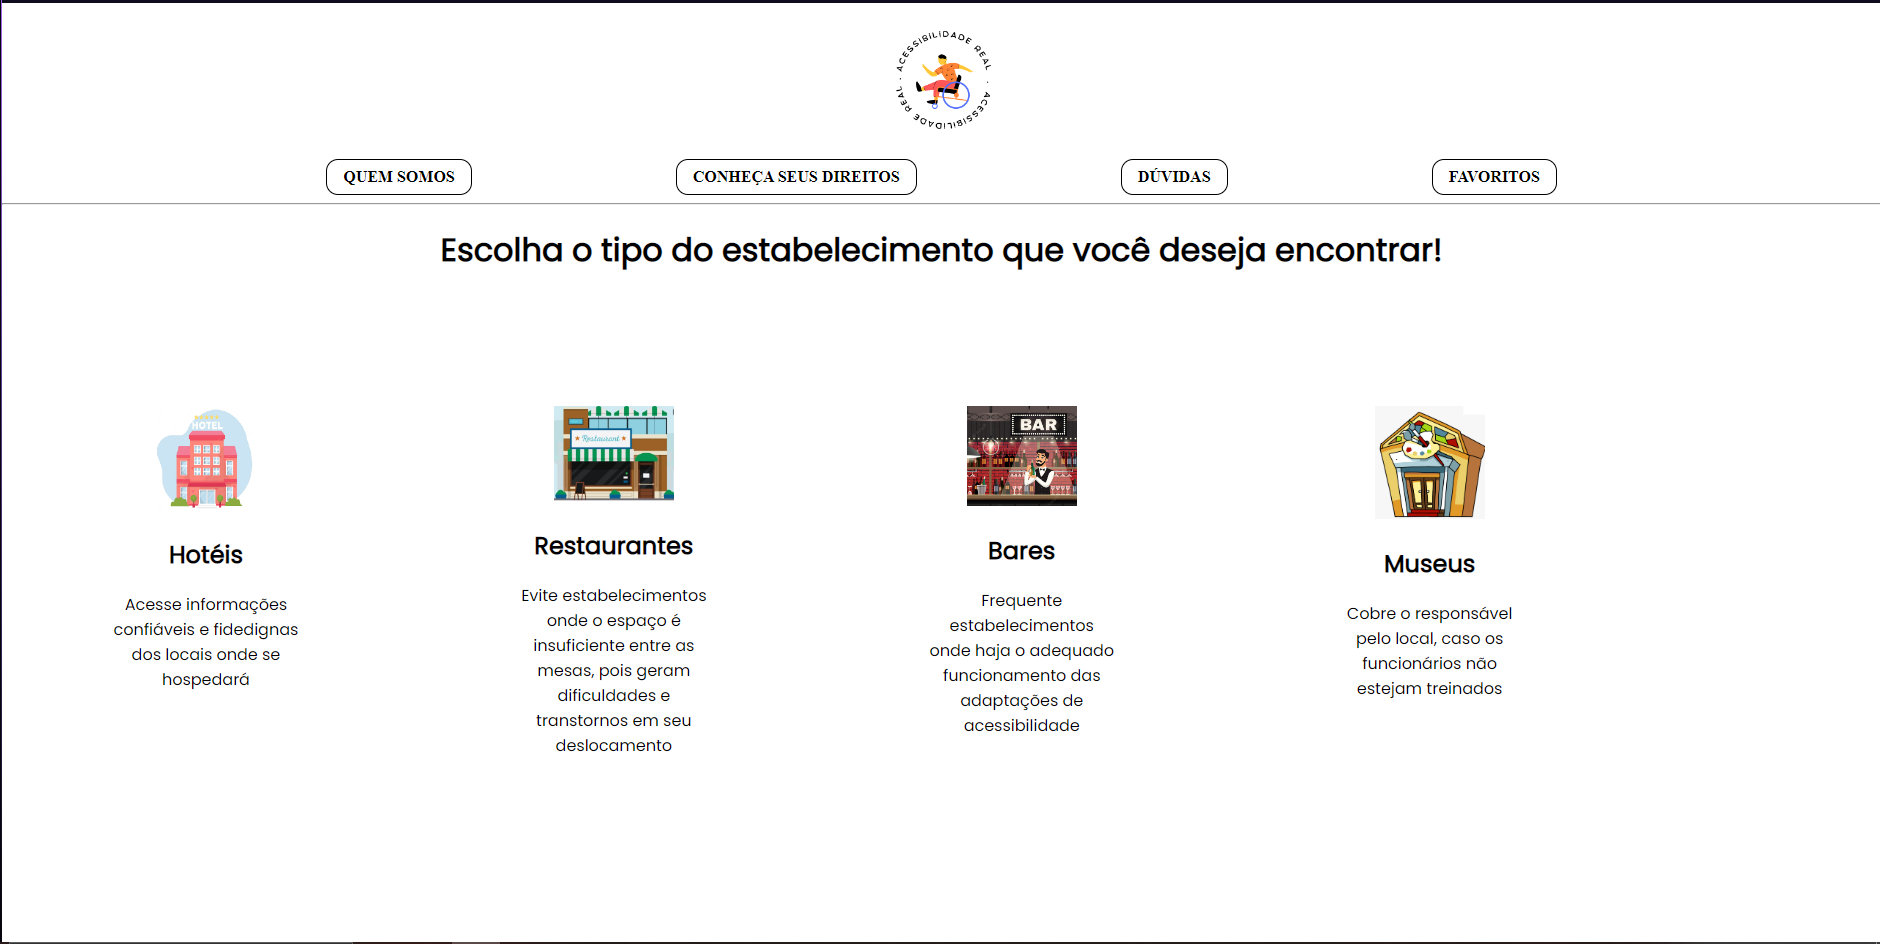 ACESSIBILIDADE REAL · ACESSIBILIDADE REAL ·
QUEM SOMOS
CONHEÇA SEUS DIREITOS
DÚVIDAS
FAVORITOS
Escolha o tipo do estabelecimento que você deseja encontrar!
HOTEL
Hotéis
Acesse informações
confiáveis e fidedignas
dos locais onde se
hospedará
Restaurant
Restaurantes
Evite estabelecimentos
onde o espaço é
insuficiente entre as
mesas, pois geram
dificuldades e
transtornos em seu
deslocamento
BAR
Bares
Frequente
estabelecimentos
onde haja o adequado
funcionamento das
adaptações de
acessibilidade
Museus
Cobre o responsável
pelo local, caso os
funcionários não
estejam treinados